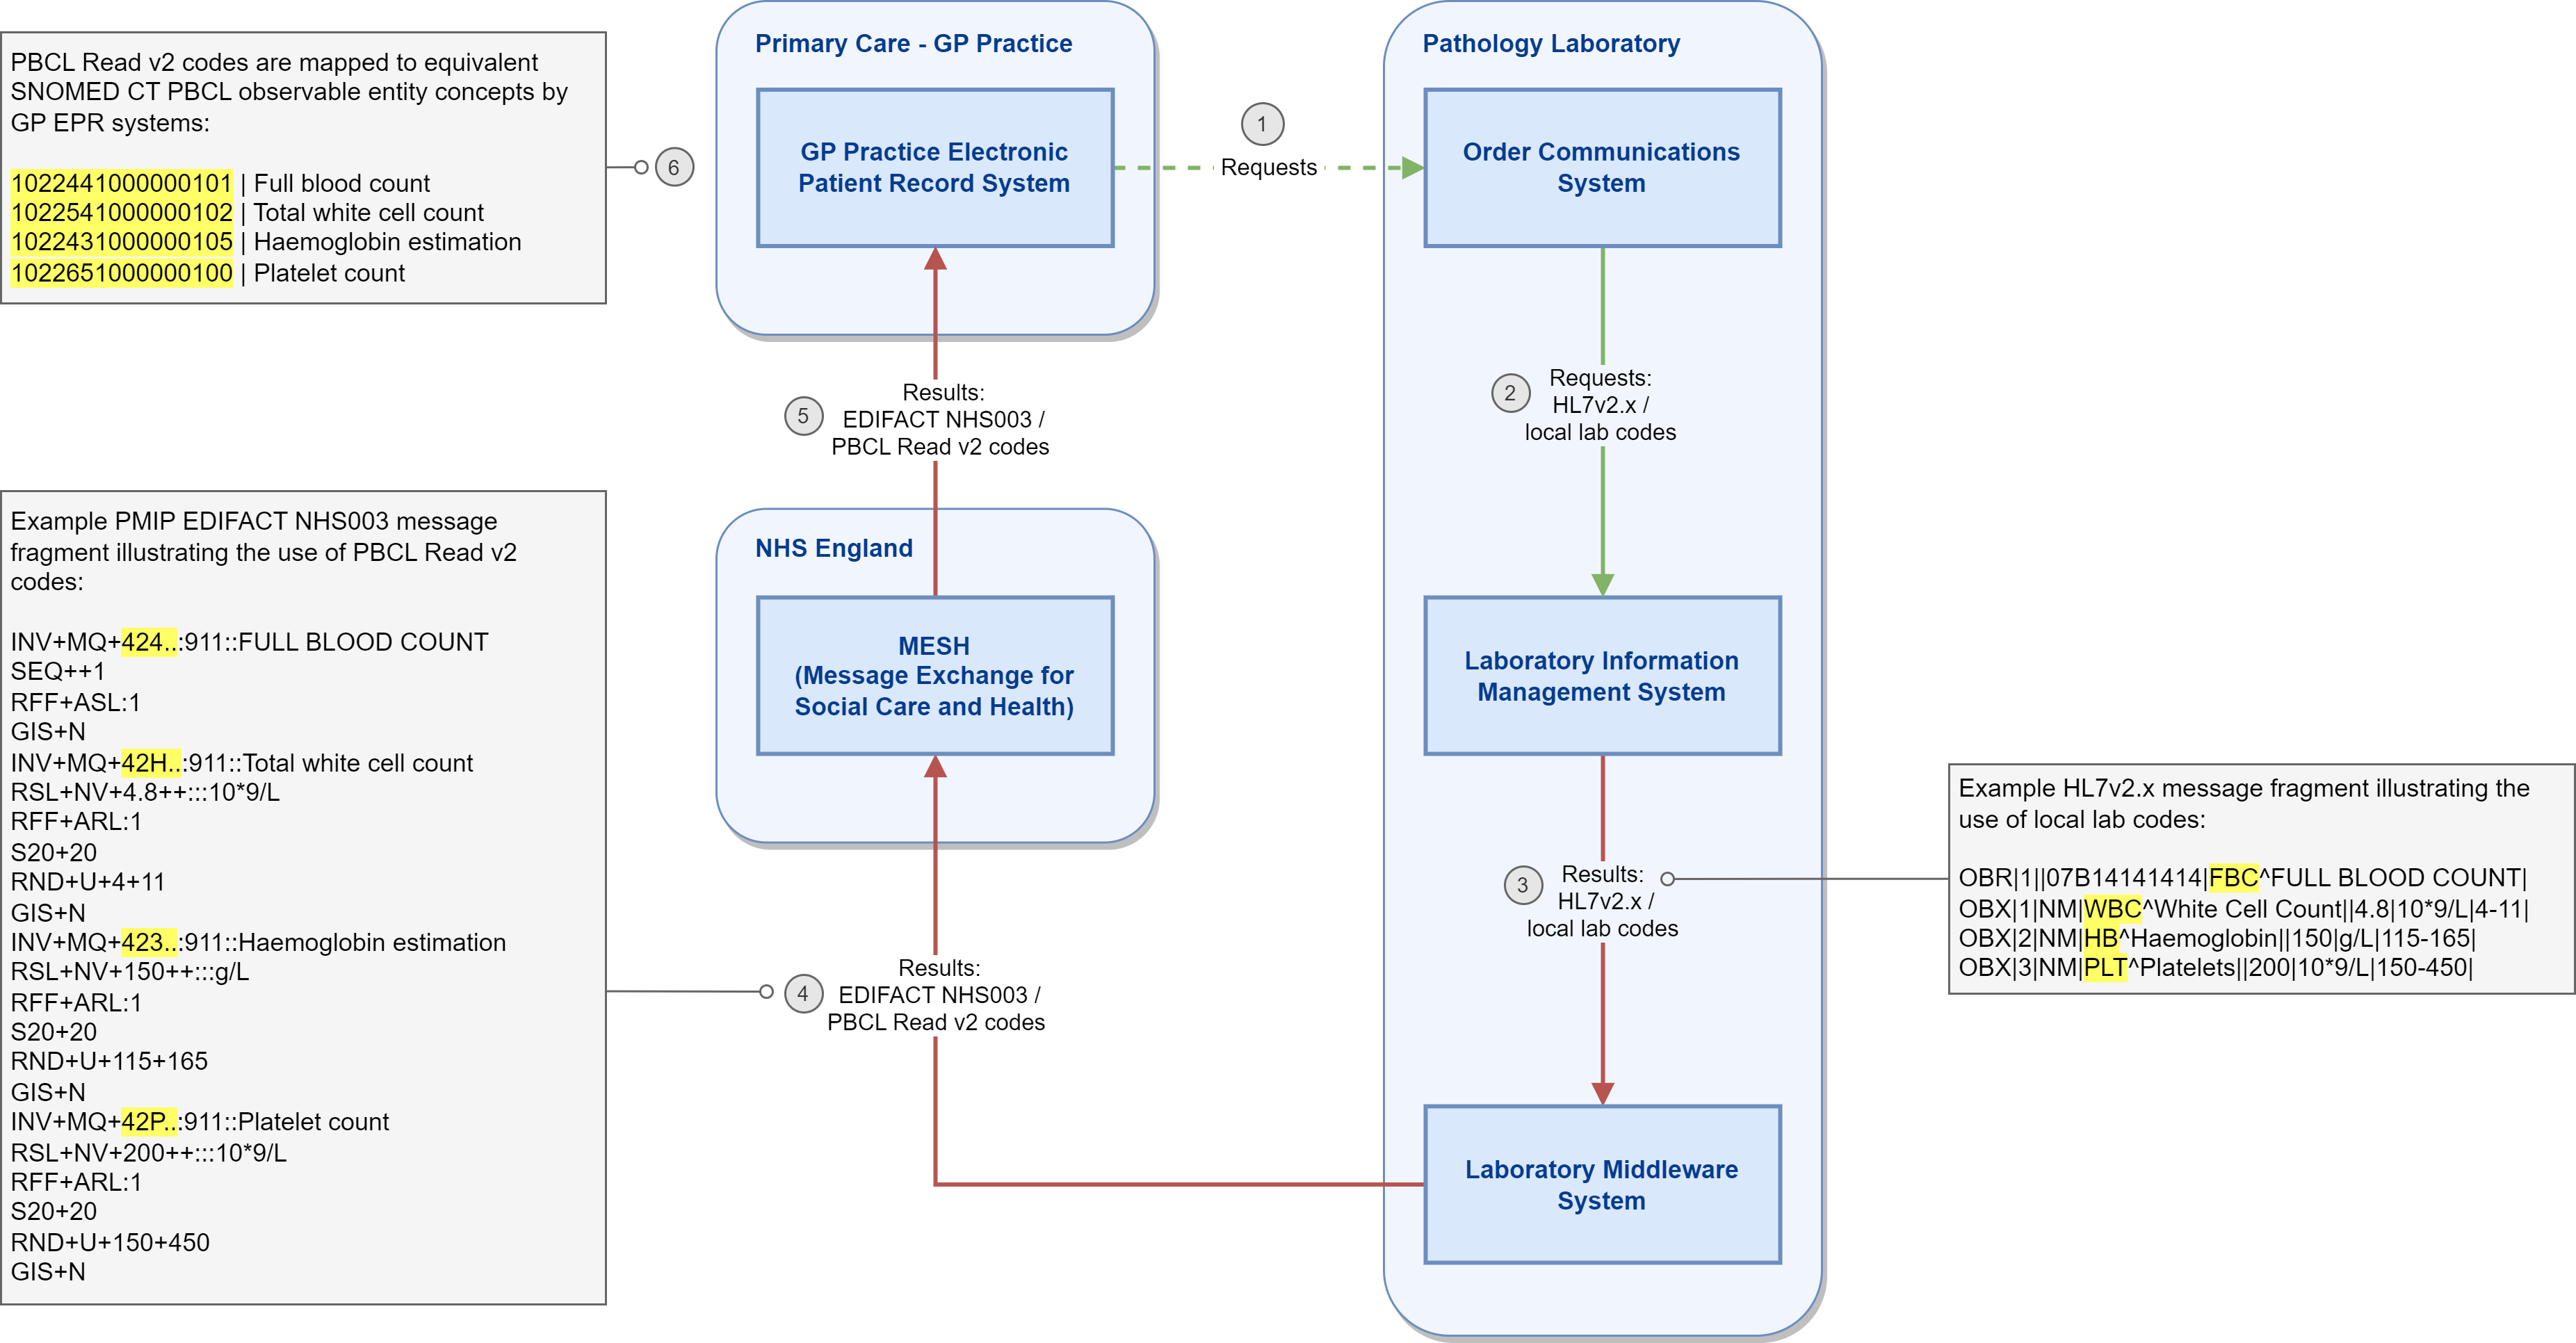 PBCL Read v2 codes are mapped to equivalent
SNOMED CT PBCL observable entity concepts by
GP EPR systems:
1022441000000101 | Full blood count
1022541000000102 | Total white cell count
1022431000000105 | Haemoglobin estimation
1022651000000100 | Platelet count
6
Primary Care - GP Practice
GP Practice Electronic
Patient Record System
1
Requests
Pathology Laboratory
Order Communications
System
2
Requests:
HL7v2.x /
local lab codes
Laboratory Information
Management System
3
Results:
HL7v2.x /
local lab codes
Laboratory Middleware
System
Example HL7v2.x message fragment illustrating the
use of local lab codes:
OBR|1||07B14141414|FBC^FULL BLOOD COUNT|
OBX|1|NM|WBC^White Cell Count||4.8|10*9/L|4-11|
OBX|2|NM|HB^Haemoglobin||150|g/L|115-165|
OBX|3|NM|PLT^Platelets||200|10*9/L|150-450|
5
Results:
EDIFACT NHS003 /
PBCL Read v2 codes
NHS England
MESH
(Message Exchange for
Social Care and Health)
4
Results:
EDIFACT NHS003 /
PBCL Read v2 codes
Example PMIP EDIFACT NHS003 message
fragment illustrating the use of PBCL Read v2
codes:
INV+MQ+424..:911::FULL BLOOD COUNT
SEQ++1
RFF+ASL:1
GIS+N
INV+MQ+42H..:911::Total white cell count
RSL+NV+4.8++:::10*9/L
RFF+ARL:1
S20+20
RND+U+4+11
GIS+N
INV+MQ+423..:911::Haemoglobin estimation
RSL+NV+150++:::g/L
RFF+ARL:1
S20+20
RND+U+115+165
GIS+N
INV+MQ+42P..:911::Platelet count
RSL+NV+200++:::10*9/L
RFF+ARL:1
S20+20
RND+U+150+450
GIS+N